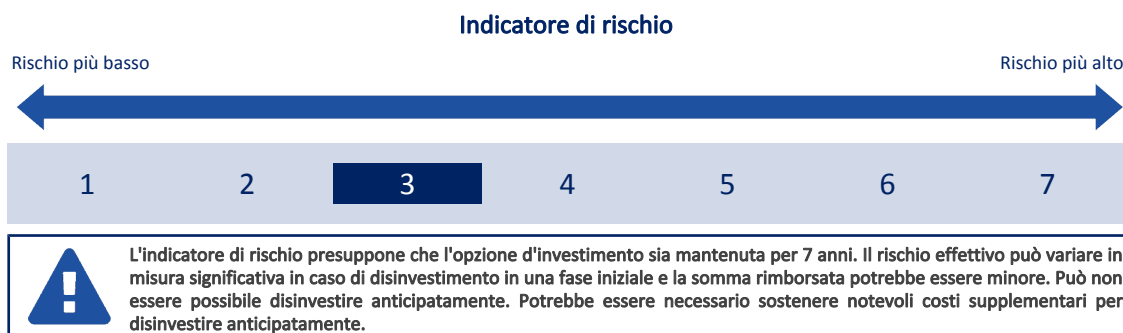 Indicatore di rischio
Rischio più basso
Rischio più alto
1 2 3 4 5 6 7
L'indicatore di rischio presuppone che l'opzione d'investimento sia mantenuta per 7 anni. Il rischio effettivo può variare in
misura significativa in caso di disinvestimento in una fase iniziale e la somma rimborsata potrebbe essere minore. Può non
essere possibile disinvestire anticipatamente. Potrebbe essere necessario sostenere notevoli costi supplementari per
disinvestire anticipatamente.